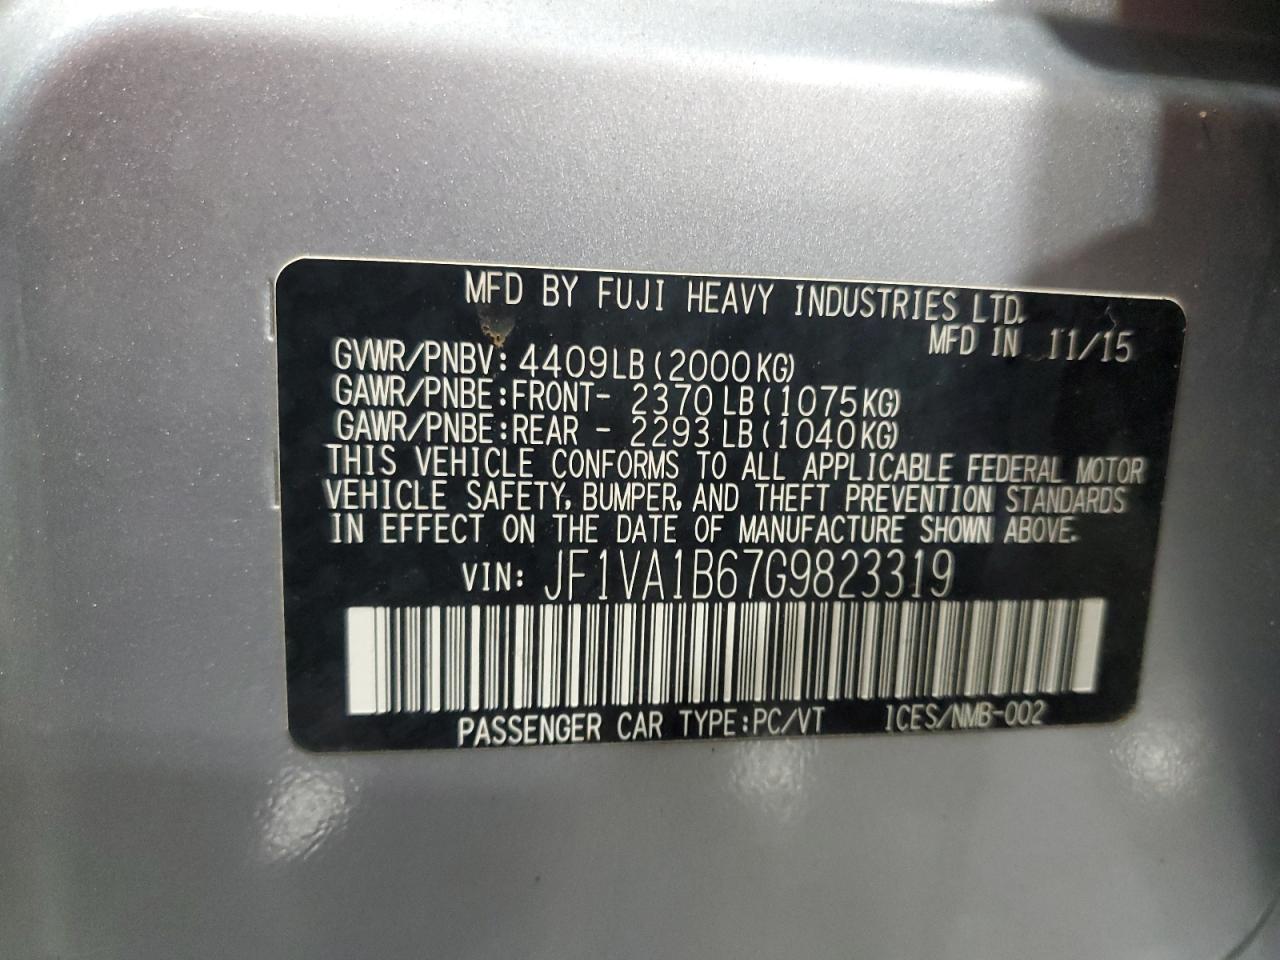 MFD BY FUJI HEAVY INDUSTRIES LTD.
MFD IN 11/15
GVWR/PNBV: 4409LB (2000KG)
GAWR/PNBE: FRONT- 2370 LB (1075KG)
GAWR/PNBE: REAR - 2293 LB (1040KG)
THIS VEHICLE CONFORMS TO ALL APPLICABLE FEDERAL MOTOR
VEHICLE SAFETY, BUMPER, AND THEFT PREVENTION STANDARDS
IN EFFECT ON THE DATE OF MANUFACTURE SHOWN ABOVE.
VIN: JF1VA1B67G9823319
PASSENGER CAR TYPE:PC/VT ICES/NMB-002